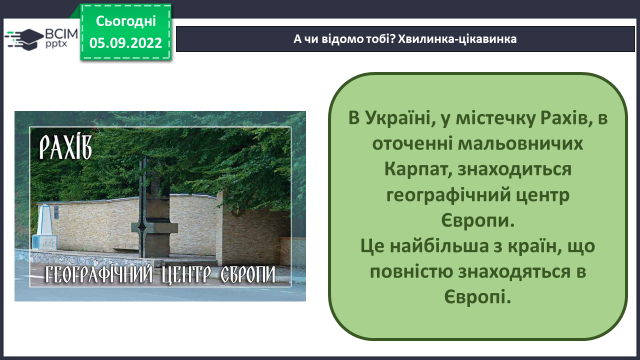 Сьогодні
05.09.2022
BCIM
pptx
А чи відомо тобі? Хвилинка-цікавинка
РАХІВ
ГЕОГРАФІЧНИЙ ЦЕНТР ЄВРОПИ
В Україні, у містечку Рахів, в
оточенні мальовничих
Карпат, знаходиться
географічний центр
Європи.
Це найбільша з країн, що
повністю знаходяться в
Європі.